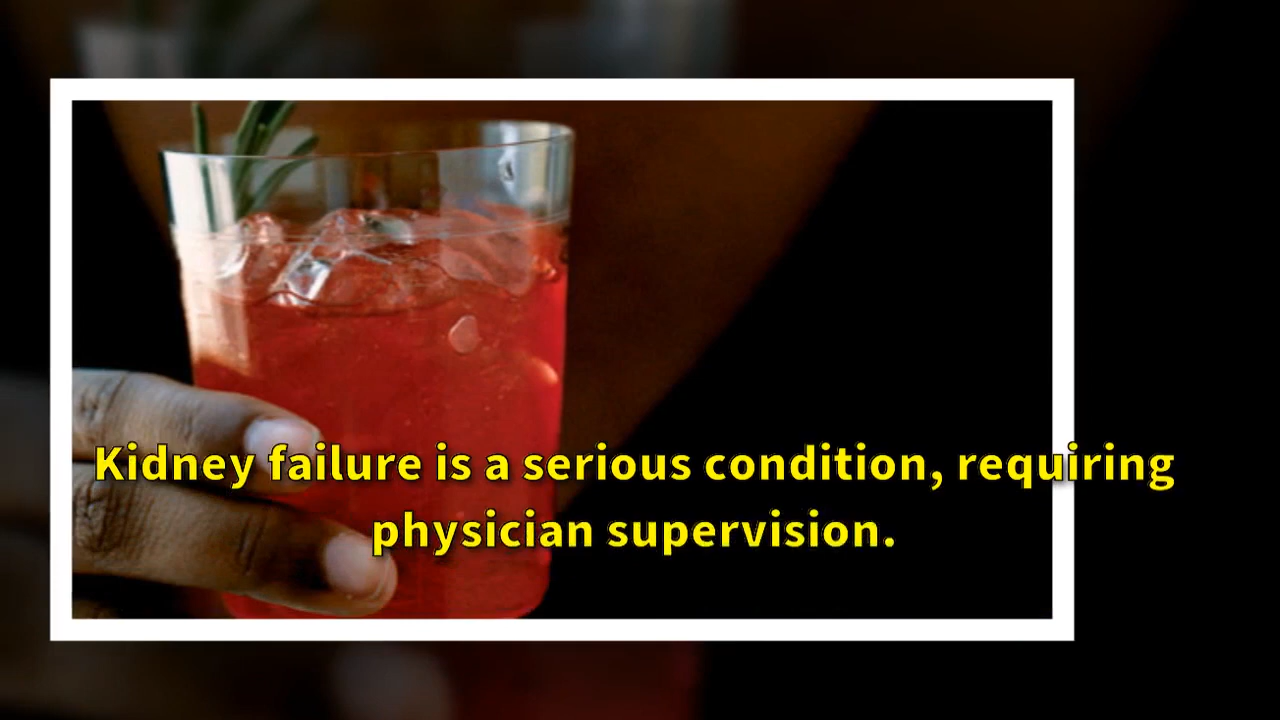 Kidney failure is a serious condition, requiring
physician supervision.